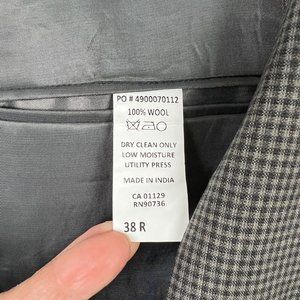 PO # 4900070112
100% WOOL
DRY CLEAN ONLY
LOW MOISTURE
UTILITY PRESS
MADE IN INDIA
CA 01129
RN90736
38 R